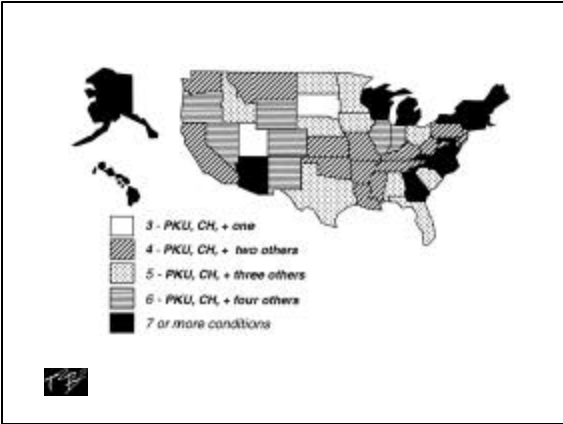 3 - PKU, CH, + one
4 - PKU, CH, + two others
5 - PKU, CH, + three others
6 - PKU, CH, + four others
7 or more conditions